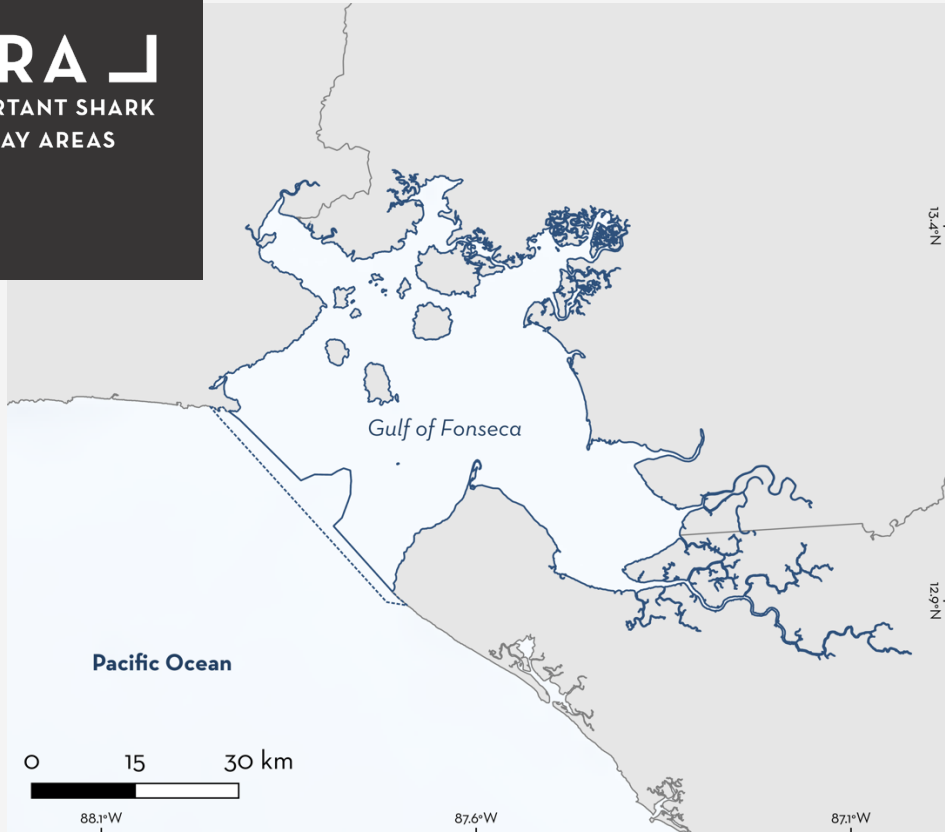 RA
RTANT SHARK
AY AREAS
13.4°N
Gulf of Fonseca
12.9°N
Pacific Ocean
0 15 30 km
88.1°W 87.6°W 87.1°W